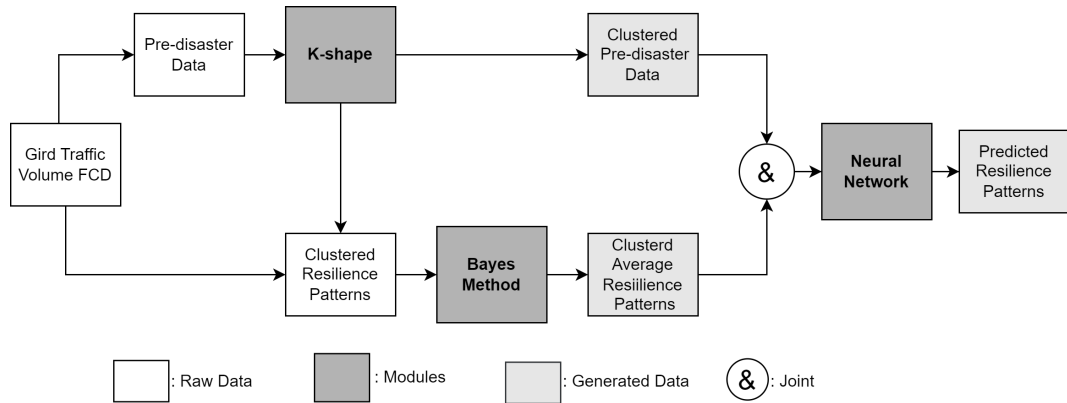 Gird Traffic
Volume FCD
Pre-disaster
Data
K-shape
Clustered
Pre-disaster
Data
&
Neural
Network
Predicted
Resilience
Patterns
Clustered
Resilience
Patterns
Bayes
Method
Clusterd
Average
Resiilience
Patterns
: Raw Data
: Modules
: Generated Data
&
: Joint